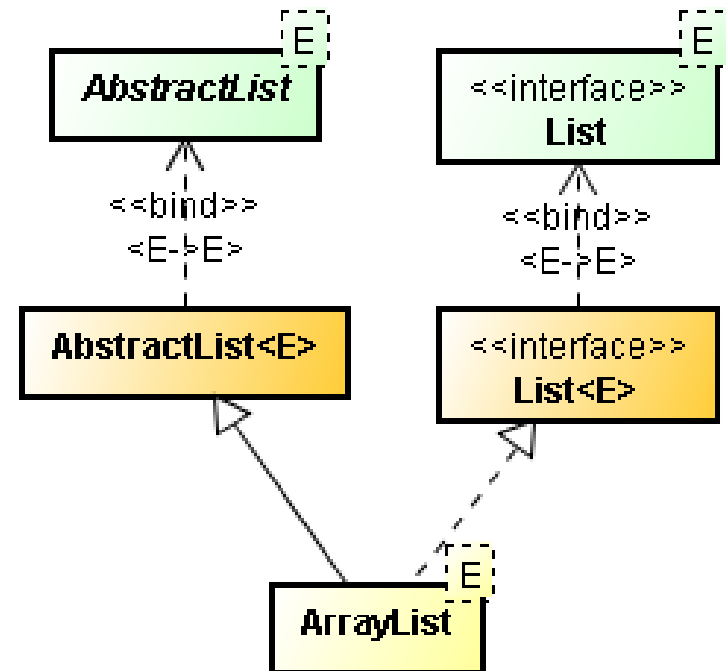 E
AbstractList
E
<<interface>>
List
<<bind>>
<E->E>
<<bind>>
<E->E>
AbstractList<E>
<<interface>>
List<E>
E
ArrayList